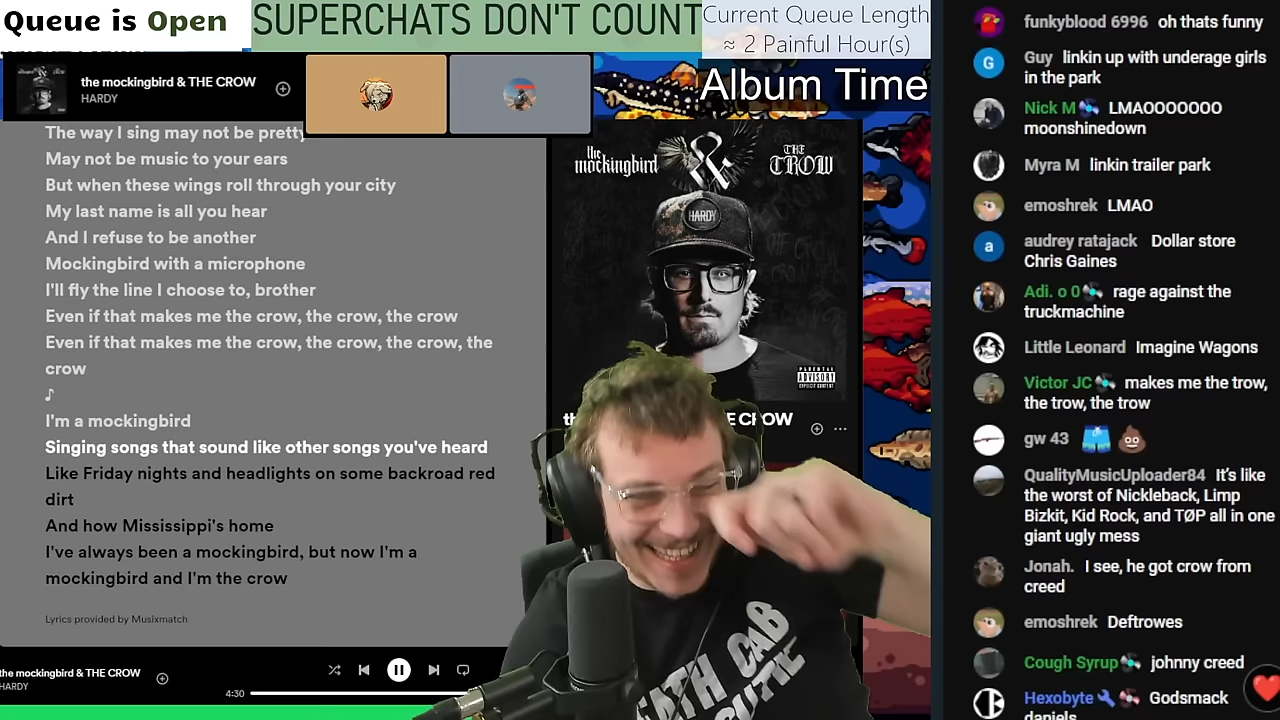 Queue is Open
SUPERCHATS DON'T COUNT
Current Queue Length
≈ 2 Painful Hour(s)
Album Time
the mockingbird & THE CROW
HARDY
The way I sing may not be pretty
May not be music to your ears
But when these wings roll through your city
My last name is all you hear
And I refuse to be another
Mockingbird with a microphone
I'll fly the line I choose to, brother
Even if that makes me the crow, the crow, the crow
Even if that makes me the crow, the crow, the crow, the
crow
♪
I'm a mockingbird
Singing songs that sound like other songs you've heard
Like Friday nights and headlights on some backroad red
dirt
And how Mississippi's home
I've always been a mockingbird, but now I'm a
mockingbird and I'm the crow
Lyrics provided by Musixmatch
the mockingbird & THE CROW
HARDY
4:30
the mockingbird & THE CROW
HARDY
PARENTAL
ADVISORY
EXPLICIT CONTENT
E CROW
DEATH CAB
CUTIE
funkyblood 6996 oh thats funny
Guy linkin up with underage girls
in the park
Nick M LMAOOOOOOO
moonshinedown
Myra M linkin trailer park
emoshrek LMAO
audrey ratajack Dollar store
Chris Gaines
Adi. o 0 rage against the
truckmachine
Little Leonard Imagine Wagons
Victor JC makes me the trow,
the trow, the trow
gw 43 🩳 💩
QualityMusicUploader84 It's like
the worst of Nickleback, Limp
Bizkit, Kid Rock, and TØP all in one
giant ugly mess
Jonah. I see, he got crow from
creed
emoshrek Deftrowes
Cough Syrup johnny creed
Hexobyte Godsmack
daniels